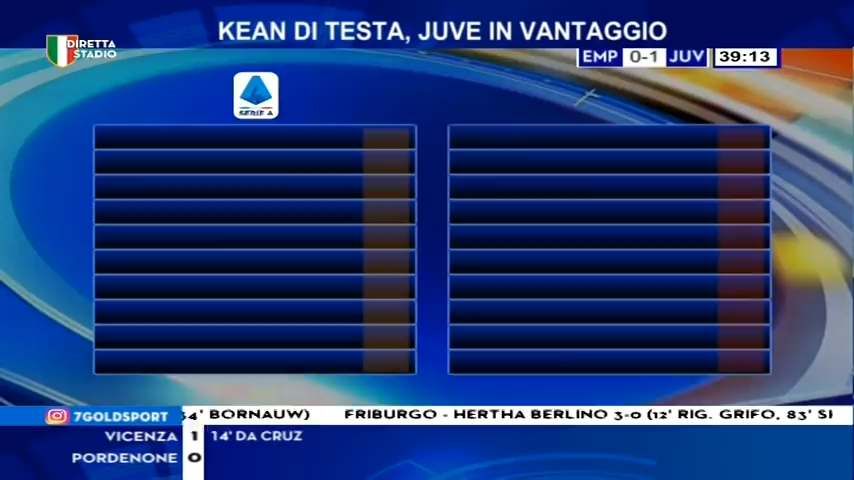 KEAN DI TESTA, JUVE IN VANTAGGIO
DIRETTA
STADIO
EMP 0-1 JUV 39:13
SERIE A
7GOLDSPORT 34' BORNAUW) FRIBURGO - HERTHA BERLINO 3-0 (12' RIG. GRIFO, 83'
VICENZA 1 14' DA CRUZ
PORDENONE 0